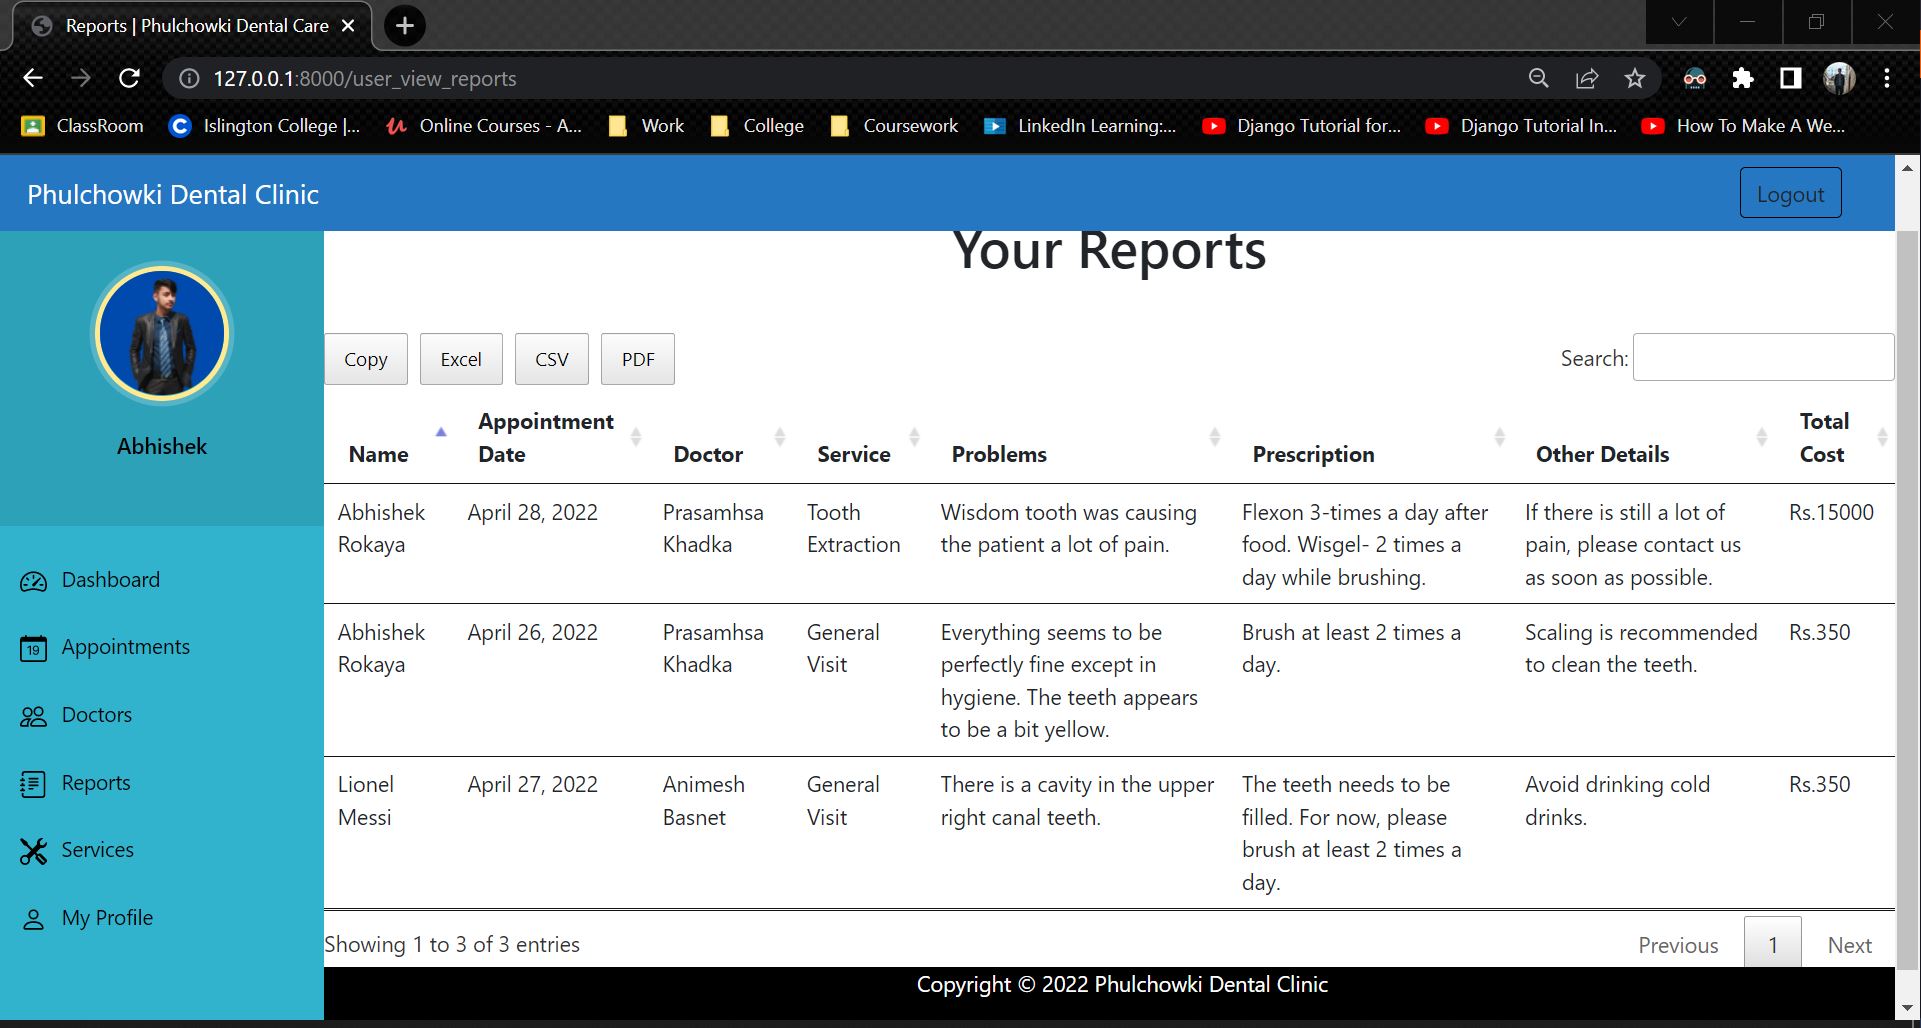 Reports | Phulchowki Dental Care
127.0.0.1:8000/user_view_reports
ClassRoom Islington College |... Online Courses - A... Work College Coursework LinkedIn Learning:... Django Tutorial for... Django Tutorial In... How To Make A We...
Phulchowki Dental Clinic
Logout
Abhishek
Dashboard
19
Appointments
Doctors
Reports
Services
My Profile
Your Reports
Copy Excel CSV PDF
Search:
Name
Appointment
Date
Doctor
Service
Problems
Prescription
Other Details
Total
Cost
Abhishek
Rokaya
April 28, 2022
Prasamhsa
Khadka
Tooth
Extraction
Wisdom tooth was causing
the patient a lot of pain.
Flexon 3-times a day after
food. Wisgel- 2 times a
day while brushing.
If there is still a lot of
pain, please contact us
as soon as possible.
Rs.15000
Abhishek
Rokaya
April 26, 2022
Prasamhsa
Khadka
General
Visit
Everything seems to be
perfectly fine except in
hygiene. The teeth appears
to be a bit yellow.
Brush at least 2 times a
day.
Scaling is recommended
to clean the teeth.
Rs.350
Lionel
Messi
April 27, 2022
Animesh
Basnet
General
Visit
There is a cavity in the upper
right canal teeth.
The teeth needs to be
filled. For now, please
brush at least 2 times a
day.
Avoid drinking cold
drinks.
Rs.350
Showing 1 to 3 of 3 entries
Previous 1 Next
Copyright © 2022 Phulchowki Dental Clinic